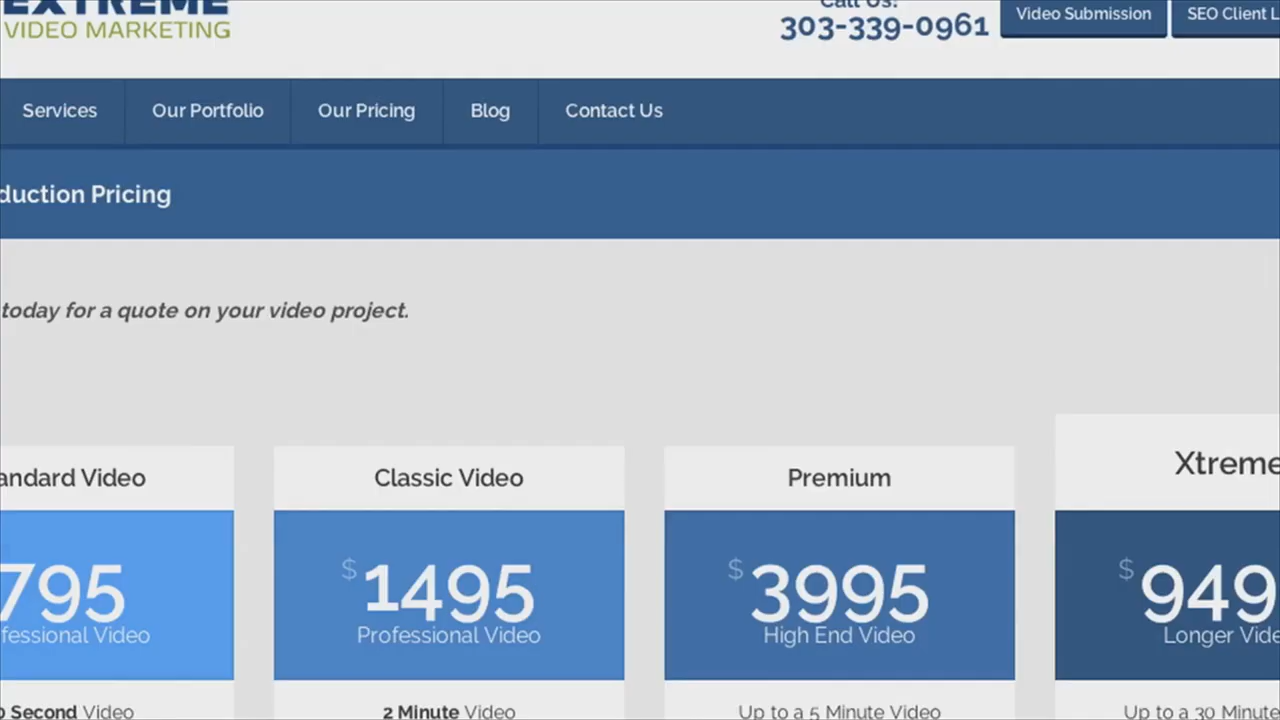 EXTREME
VIDEO MARKETING
Call Us:
303-339-0961
Video Submission
SEO Client L
Services
Our Portfolio
Our Pricing
Blog
Contact Us
duction Pricing
today for a quote on your video project.
andard Video
795
fessional Video
0 Second Video
Classic Video
$1495
Professional Video
2 Minute Video
Premium
$3995
High End Video
Up to a 5 Minute Video
Xtreme
$949
Longer Vide
Up to a 30 Minute